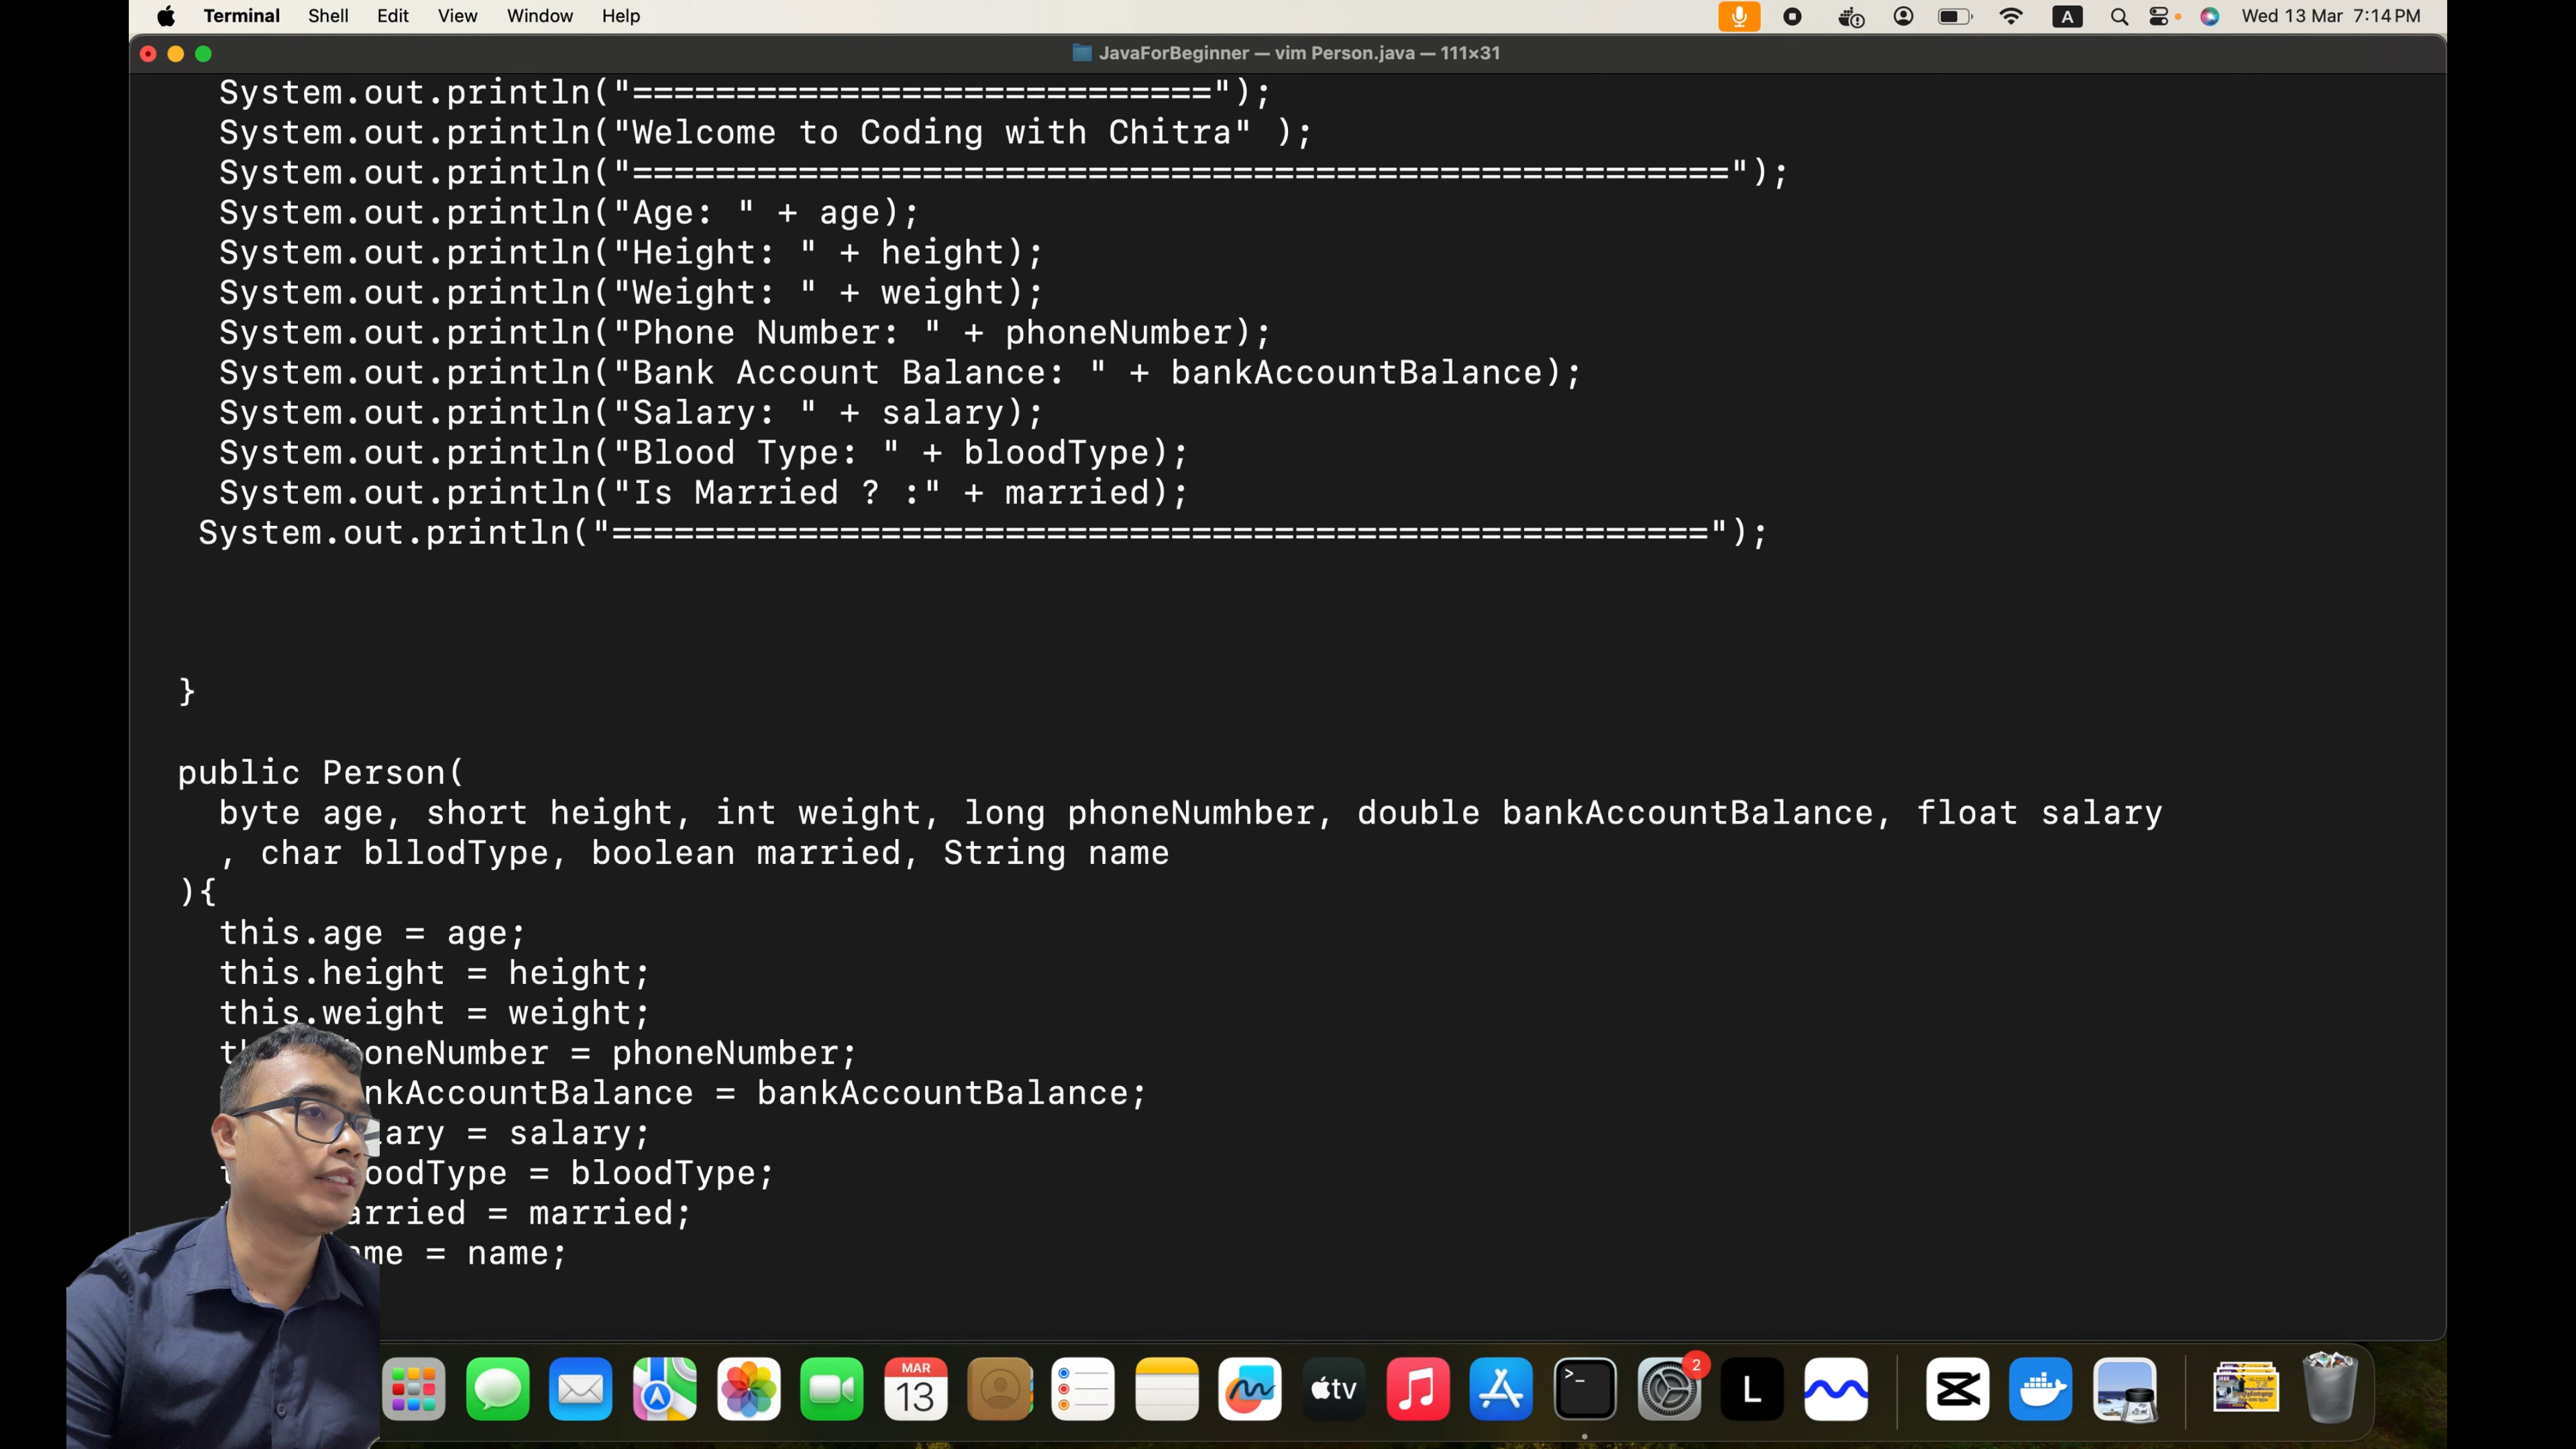 Terminal Shell Edit View Window Help A Wed 13 Mar 7:14 PM
JavaForBeginner — vim Person.java — 111×31
System.out.println("============================");
System.out.println("Welcome to Coding with Chitra" );
System.out.println("=====================================================");
System.out.println("Age: " + age);
System.out.println("Height: " + height);
System.out.println("Weight: " + weight);
System.out.println("Phone Number: " + phoneNumber);
System.out.println("Bank Account Balance: " + bankAccountBalance);
System.out.println("Salary: " + salary);
System.out.println("Blood Type: " + bloodType);
System.out.println("Is Married ? :" + married);
System.out.println("=====================================================");
}
public Person(
byte age, short height, int weight, long phoneNumhber, double bankAccountBalance, float salary
, char bllodType, boolean married, String name
){
this.age = age;
this.height = height;
this.weight = weight;
= phoneNumber;
= bankAccountBalance;
= salary;
= bloodType;
= married;
= name;
MAR
13
tv
>_
2
L